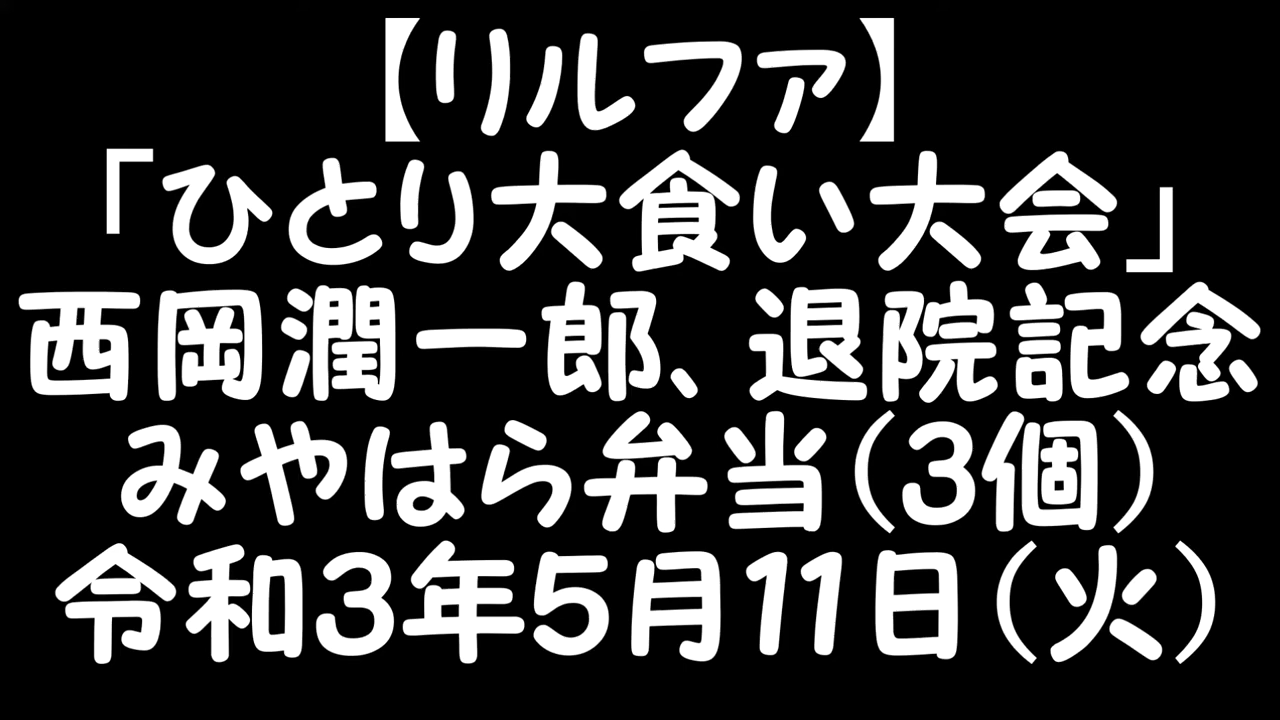 【リルファ】
「ひとり大食い大会」
西岡潤一郎、退院記念
みやはら弁当(3個)
令和3年5月11日(火)